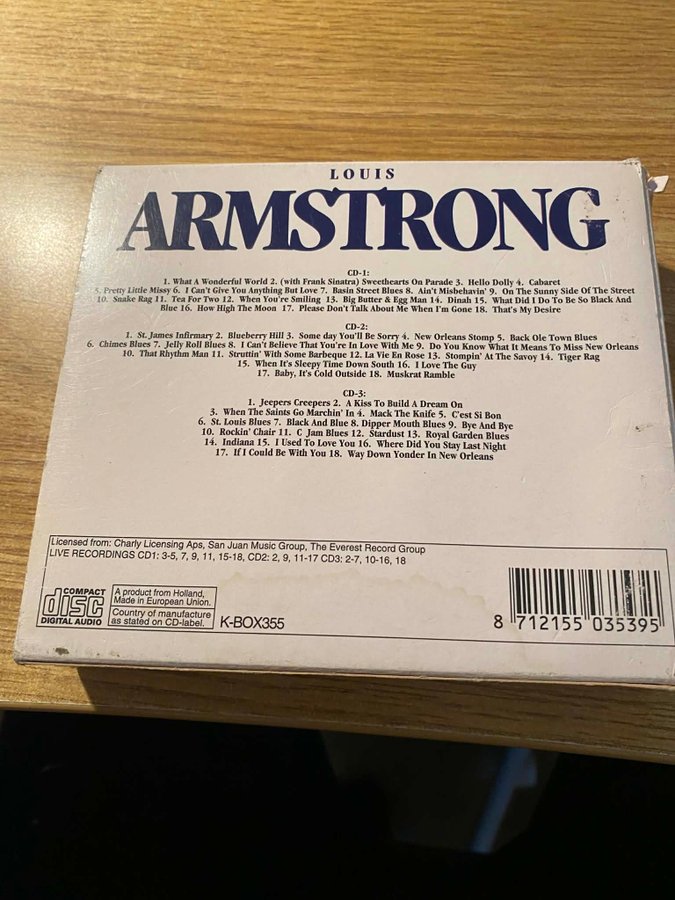 LOUIS
ARMSTRONG
CD-1:
1. What A Wonderful World 2. (with Frank Sinatra) Sweethearts On Parade 3. Hello Dolly 4. Cabaret
5. Pretty Little Missy 6. I Can't Give You Anything But Love 7. Basin Street Blues 8. Ain't Misbehavin' 9. On The Sunny Side Of The Street
10. Snake Rag 11. Tea For Two 12. When You're Smiling 13. Big Butter & Egg Man 14. Dinah 15. What Did I Do To Be So Black And
Blue 16. How High The Moon 17. Please Don't Talk About Me When I'm Gone 18. That's My Desire
CD-2:
1. St. James Infirmary 2. Blueberry Hill 3. Some day You'll Be Sorry 4. New Orleans Stomp 5. Back Ole Town Blues
6. Chimes Blues 7. Jelly Roll Blues 8. I Can't Believe That You're In Love With Me 9. Do You Know What It Means To Miss New Orleans
10. That Rhythm Man 11. Struttin' With Some Barbeque 12. La Vie En Rose 13. Stompin' At The Savoy 14. Tiger Rag
15. When It's Sleepy Time Down South 16. I Love The Guy
17. Baby, It's Cold Outside 18. Muskrat Ramble
CD-3:
1. Jeepers Creepers 2. A Kiss To Build A Dream On
3. When The Saints Go Marchin' In 4. Mack The Knife 5. C'est Si Bon
6. St. Louis Blues 7. Black And Blue 8. Dipper Mouth Blues 9. Bye And Bye
10. Rockin' Chair 11. C Jam Blues 12. Stardust 13. Royal Garden Blues
14. Indiana 15. I Used To Love You 16. Where Did You Stay Last Night
17. If I Could Be With You 18. Way Down Yonder In New Orleans
Licensed from: Charly Licensing Aps, San Juan Music Group, The Everest Record Group
LIVE RECORDINGS CD1: 3-5, 7, 9, 11, 15-18, CD2: 2, 9, 11-17 CD3: 2-7, 10-16, 18
COMPACT
disc
DIGITAL AUDIO
A product from Holland,
Made in European Union.
Country of manufacture
as stated on CD-label.
K-BOX355
8 712155 035395